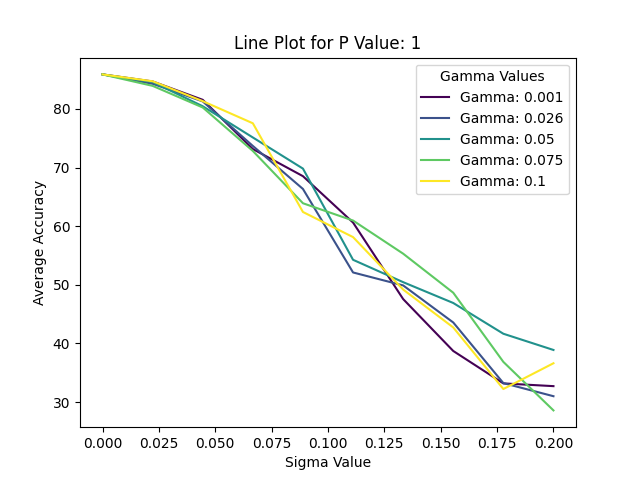 Line Plot for P Value: 1
Gamma Values
Gamma: 0.001
Gamma: 0.026
Gamma: 0.05
Gamma: 0.075
Gamma: 0.1
Average Accuracy
80
70
60
50
40
30
0.000 0.025 0.050 0.075 0.100 0.125 0.150 0.175 0.200
Sigma Value